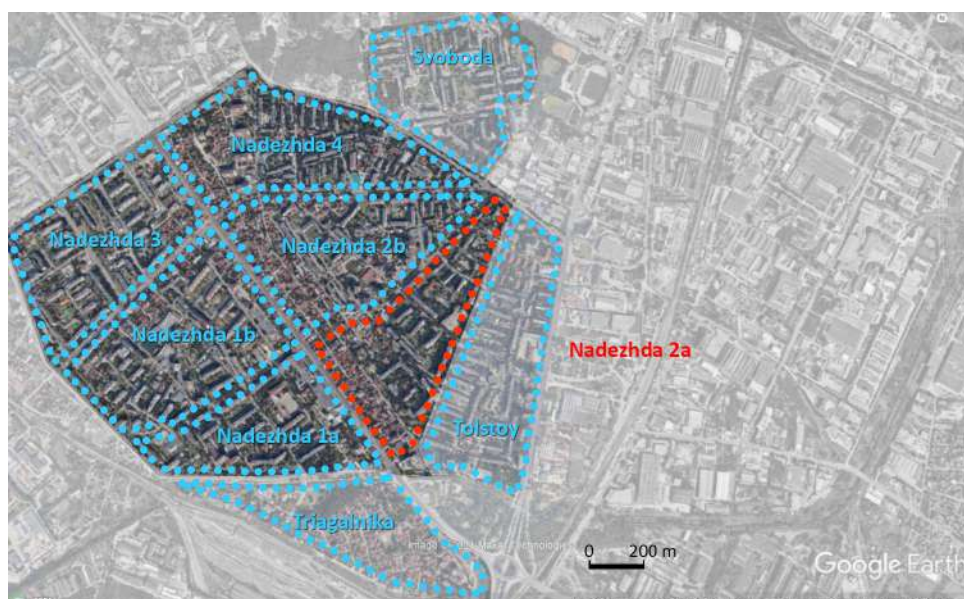 Svoboda
Nadezhda 4
Nadezhda 3
Nadezhda 2b
Nadezhda 1b
Nadezhda 2a
Nadezhda 1a
Tolstoy
Triagalnika
0 200 m
Google Earth